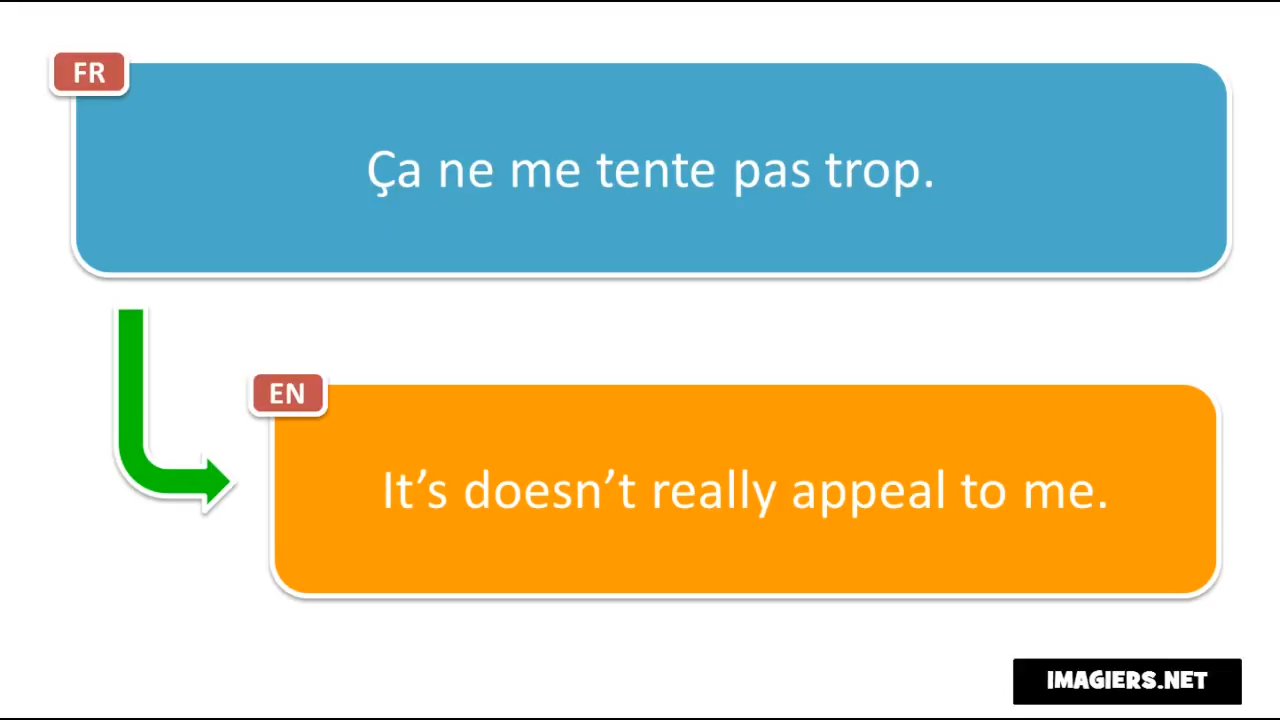 FR
Ça ne me tente pas trop.
EN
It’s doesn’t really appeal to me.
IMAGIERS.NET